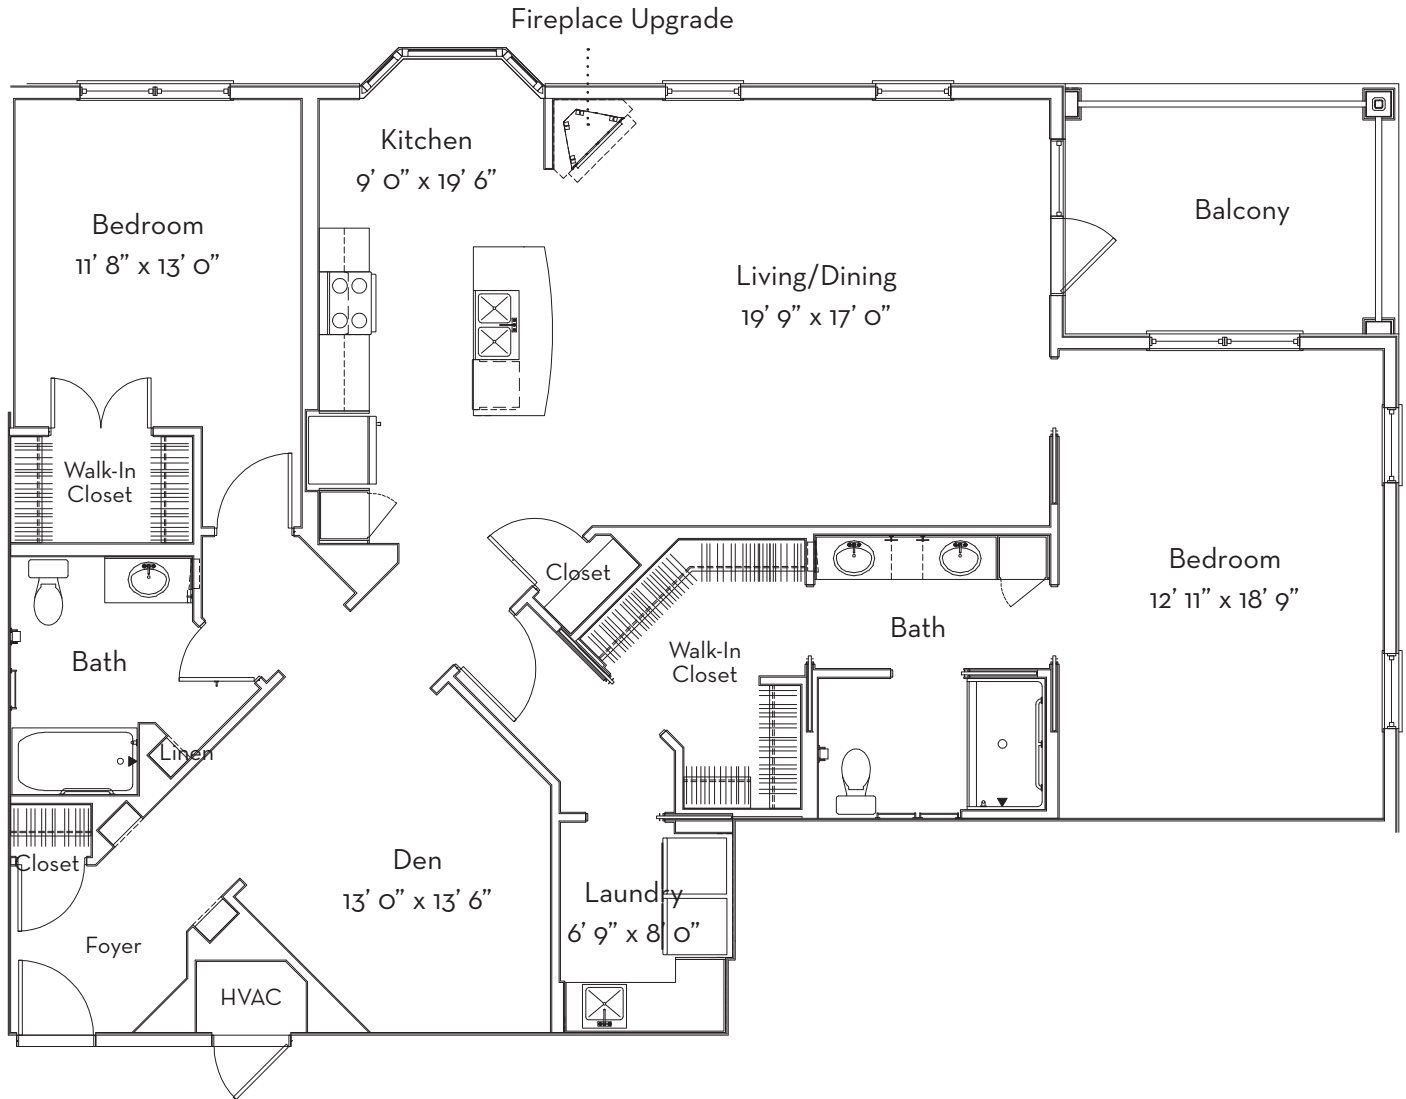 Fireplace Upgrade
Kitchen
9’ 0” x 19’ 6”
Bedroom
11’ 8” x 13’ 0”
Balcony
Living/Dining
19’ 9” x 17’ 0”
Walk-In
Closet
Closet
Bedroom
12’ 11” x 18’ 9”
Bath
Walk-In
Closet
Bath
Linen
Closet
Den
13’ 0” x 13’ 6”
Laundry
6’ 9” x 8’ 0”
Foyer
HVAC